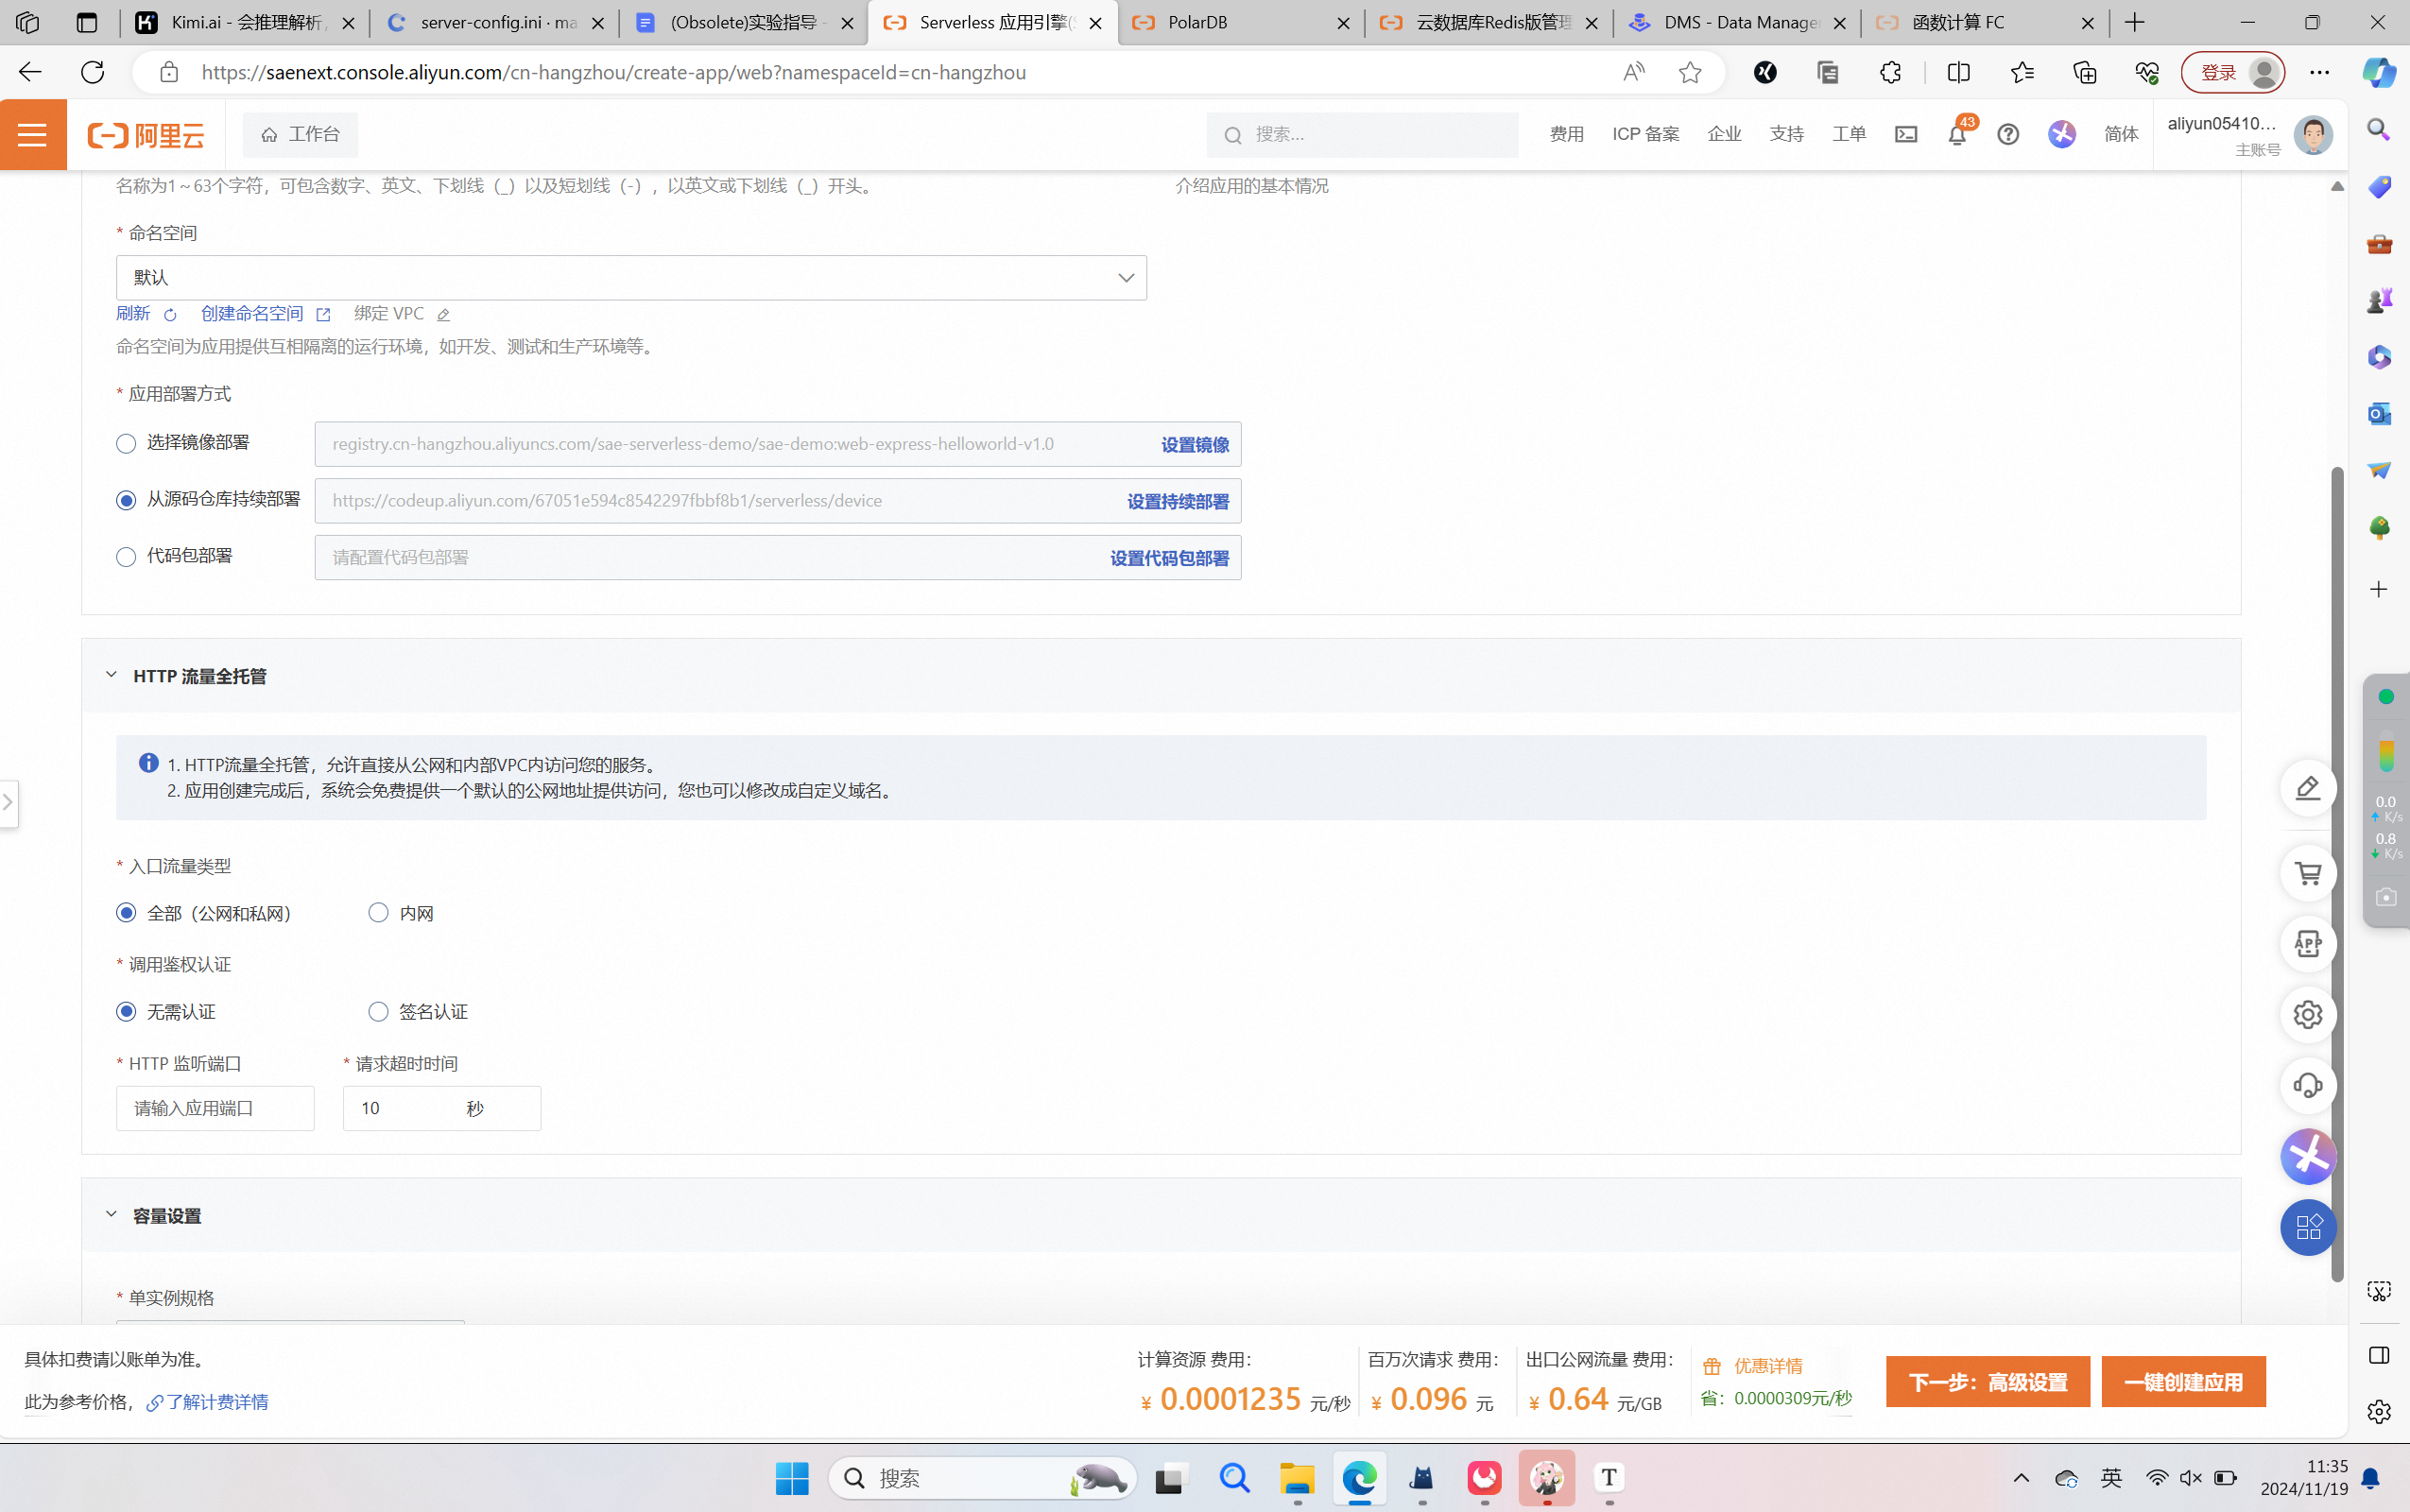 Kimi.ai - 会推理解析,
server-config.ini · ma
(Obsolete)实验指导 -
Serverless 应用引擎(S
PolarDB
云数据库Redis版管理
DMS - Data Manager
函数计算 FC
https://saenext.console.aliyun.com/cn-hangzhou/create-app/web?namespaceId=cn-hangzhou
登录
阿里云
工作台
搜索...
费用
ICP 备案
企业
支持
工单
43
简体
aliyun05410...
主账号
名称为1~63个字符，可包含数字、英文、下划线（_）以及短划线（-），以英文或下划线（_）开头。
介绍应用的基本情况
* 命名空间
默认
刷新
创建命名空间
绑定 VPC
命名空间为应用提供互相隔离的运行环境，如开发、测试和生产环境等。
* 应用部署方式
选择镜像部署
registry.cn-hangzhou.aliyuncs.com/sae-serverless-demo/sae-demo:web-express-helloworld-v1.0
设置镜像
从源码仓库持续部署
https://codeup.aliyun.com/67051e594c8542297fbbf8b1/serverless/device
设置持续部署
代码包部署
请配置代码包部署
设置代码包部署
HTTP 流量全托管
1. HTTP流量全托管，允许直接从公网和内部VPC内访问您的服务。
2. 应用创建完成后，系统会免费提供一个默认的公网地址提供访问，您也可以修改成自定义域名。
0.0
K/s
0.8
K/s
* 入口流量类型
全部（公网和私网）
内网
APP
* 调用鉴权认证
无需认证
签名认证
* HTTP 监听端口
* 请求超时时间
请输入应用端口
10
秒
容量设置
* 单实例规格
具体扣费请以账单为准。
此为参考价格，
了解计费详情
计算资源 费用：
¥ 0.0001235 元/秒
百万次请求 费用：
¥ 0.096 元
出口公网流量 费用：
¥ 0.64 元/GB
优惠详情
省：0.0000309元/秒
下一步：高级设置
一键创建应用
搜索
T
英
11:35
2024/11/19